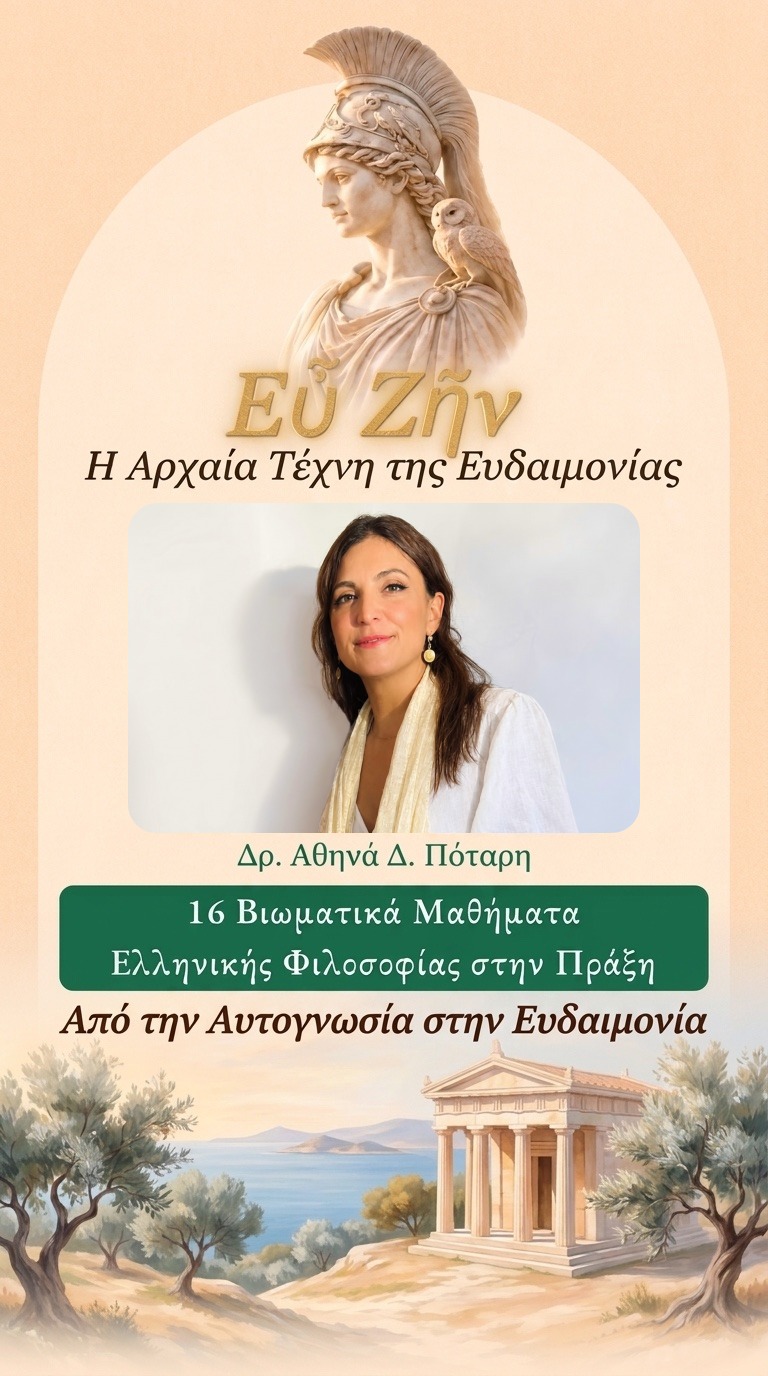 Εὖ Ζῆν
Η Αρχαία Τέχνη της Ευδαιμονίας
Δρ. Αθηνά Δ. Πόταρη
16 Βιωματικά Μαθήματα
Ελληνικής Φιλοσοφίας στην Πράξη
Από την Αυτογνωσία στην Ευδαιμονία